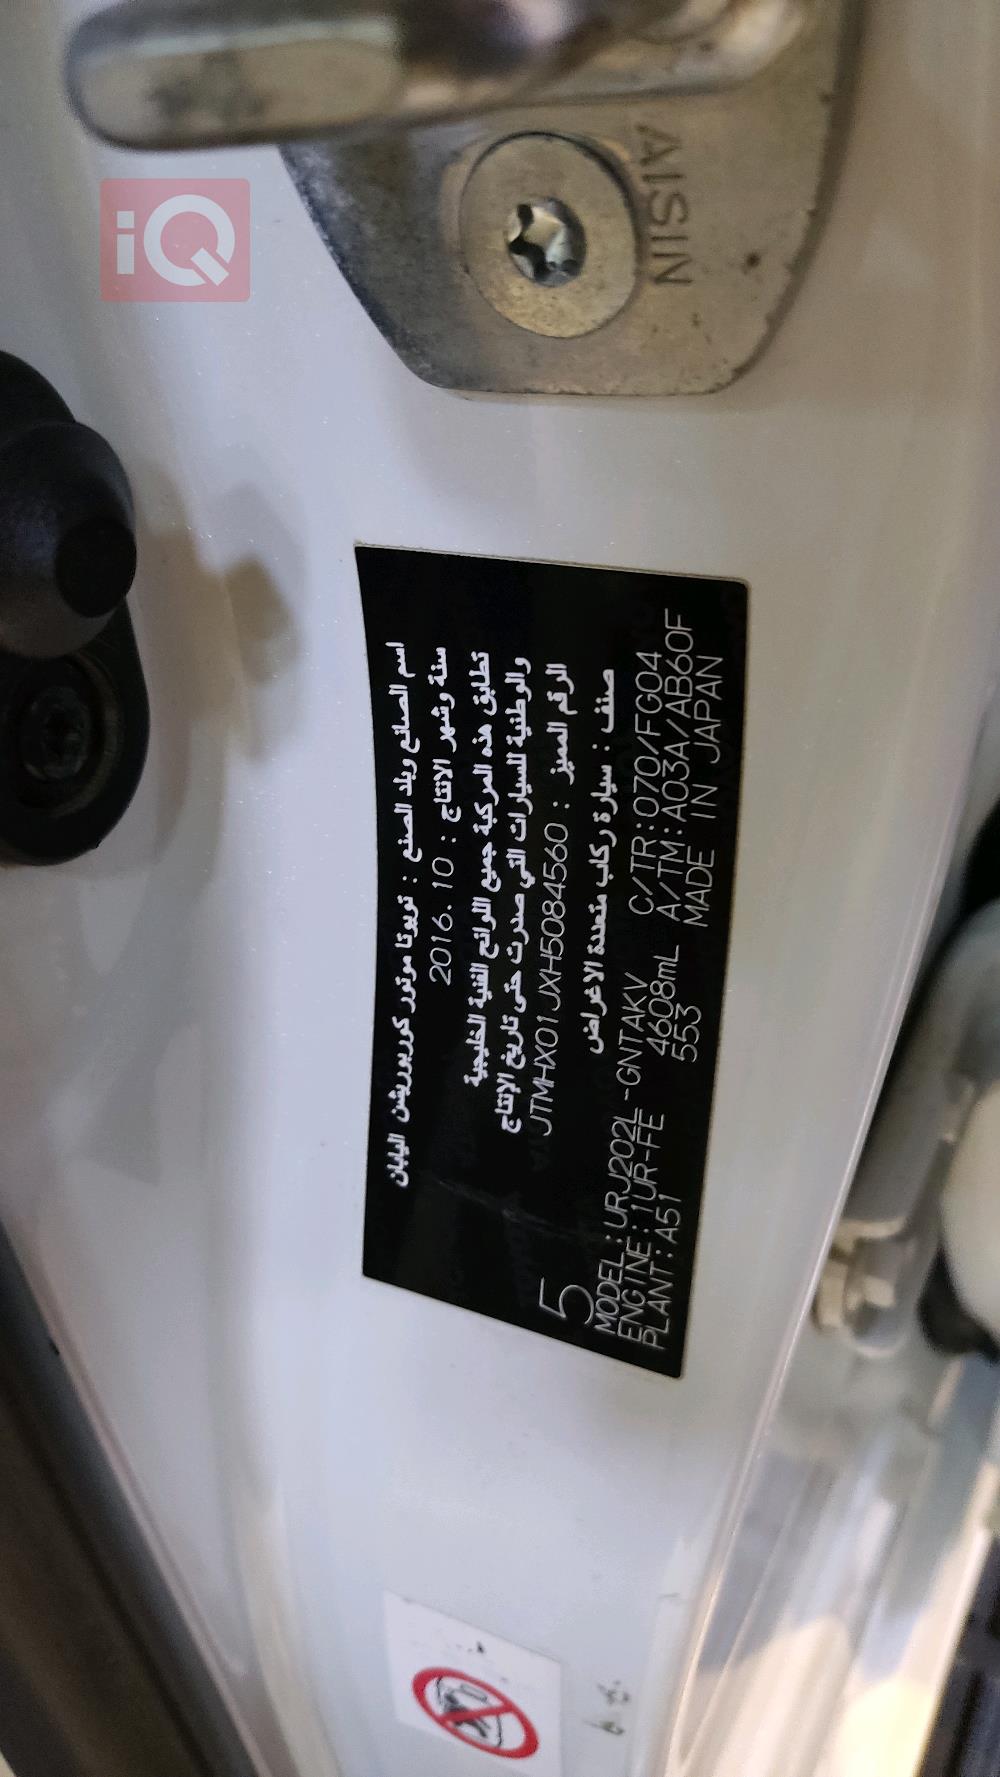 iQ
AISIN
اسم الصانع وبلد الصنع : تويوتا موتور كوربوريشن اليابان
سنة وشهر الانتاج : 2016.10
تطابق هذه المركبة جميع اللوائح الفنية الخليجية
والوطنية للسيارات التي صدرت حتى تاريخ الإنتاج
الرقم المميز : JTMHX01JXH5084560
صنف : سيارة ركاب متعددة الاغراض
5
MODEL:URJ202L-GNTAKV C/TR:070/FG04
ENGINE:1UR-FE 4608mL A/TM:A03A/AB60F
PLANT:A51 553 MADE IN JAPAN